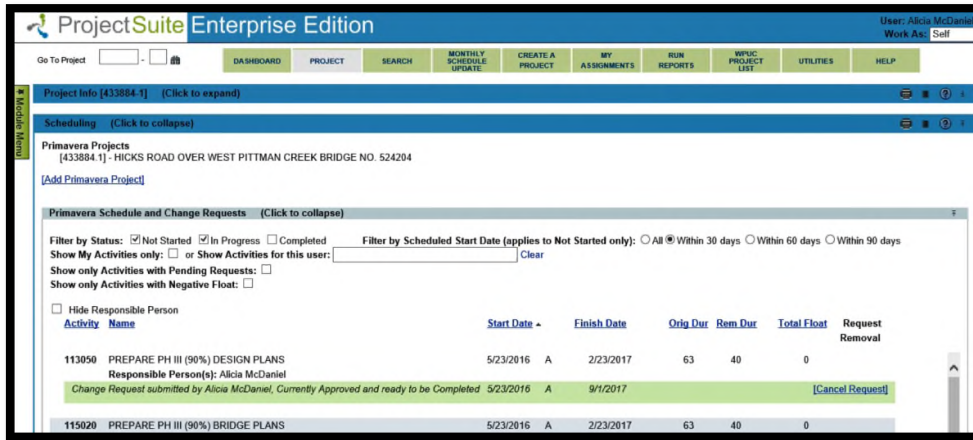 ProjectSuite Enterprise Edition
User: Alicia McDaniel
Work As: Self
Go To Project -
DASHBOARD PROJECT SEARCH MONTHLY SCHEDULE UPDATE CREATE A PROJECT MY ASSIGNMENTS RUN REPORTS WPUC PROJECT LIST UTILITIES HELP
Module Menu
Project Info [433884-1] (Click to expand)
Scheduling (Click to collapse)
Primavera Projects
[433884.1] - HICKS ROAD OVER WEST PITTMAN CREEK BRIDGE NO. 524204
[Add Primavera Project]
Primavera Schedule and Change Requests (Click to collapse)
Filter by Status: Not Started In Progress Completed Filter by Scheduled Start Date (applies to Not Started only): All Within 30 days Within 60 days Within 90 days
Show My Activities only: or Show Activities for this user: Clear
Show only Activities with Pending Requests:
Show only Activities with Negative Float:
Hide Responsible Person
Activity Name Start Date Finish Date Orig Dur Rem Dur Total Float Request Removal
113050 PREPARE PH III (90%) DESIGN PLANS 5/23/2016 A 2/23/2017 63 40 0
Responsible Person(s): Alicia McDaniel
Change Request submitted by Alicia McDaniel, Currently Approved and ready to be Completed 5/23/2016 A 9/1/2017 [Cancel Request]
115020 PREPARE PH III (90%) BRIDGE PLANS 5/23/2016 A 2/23/2017 63 40 0